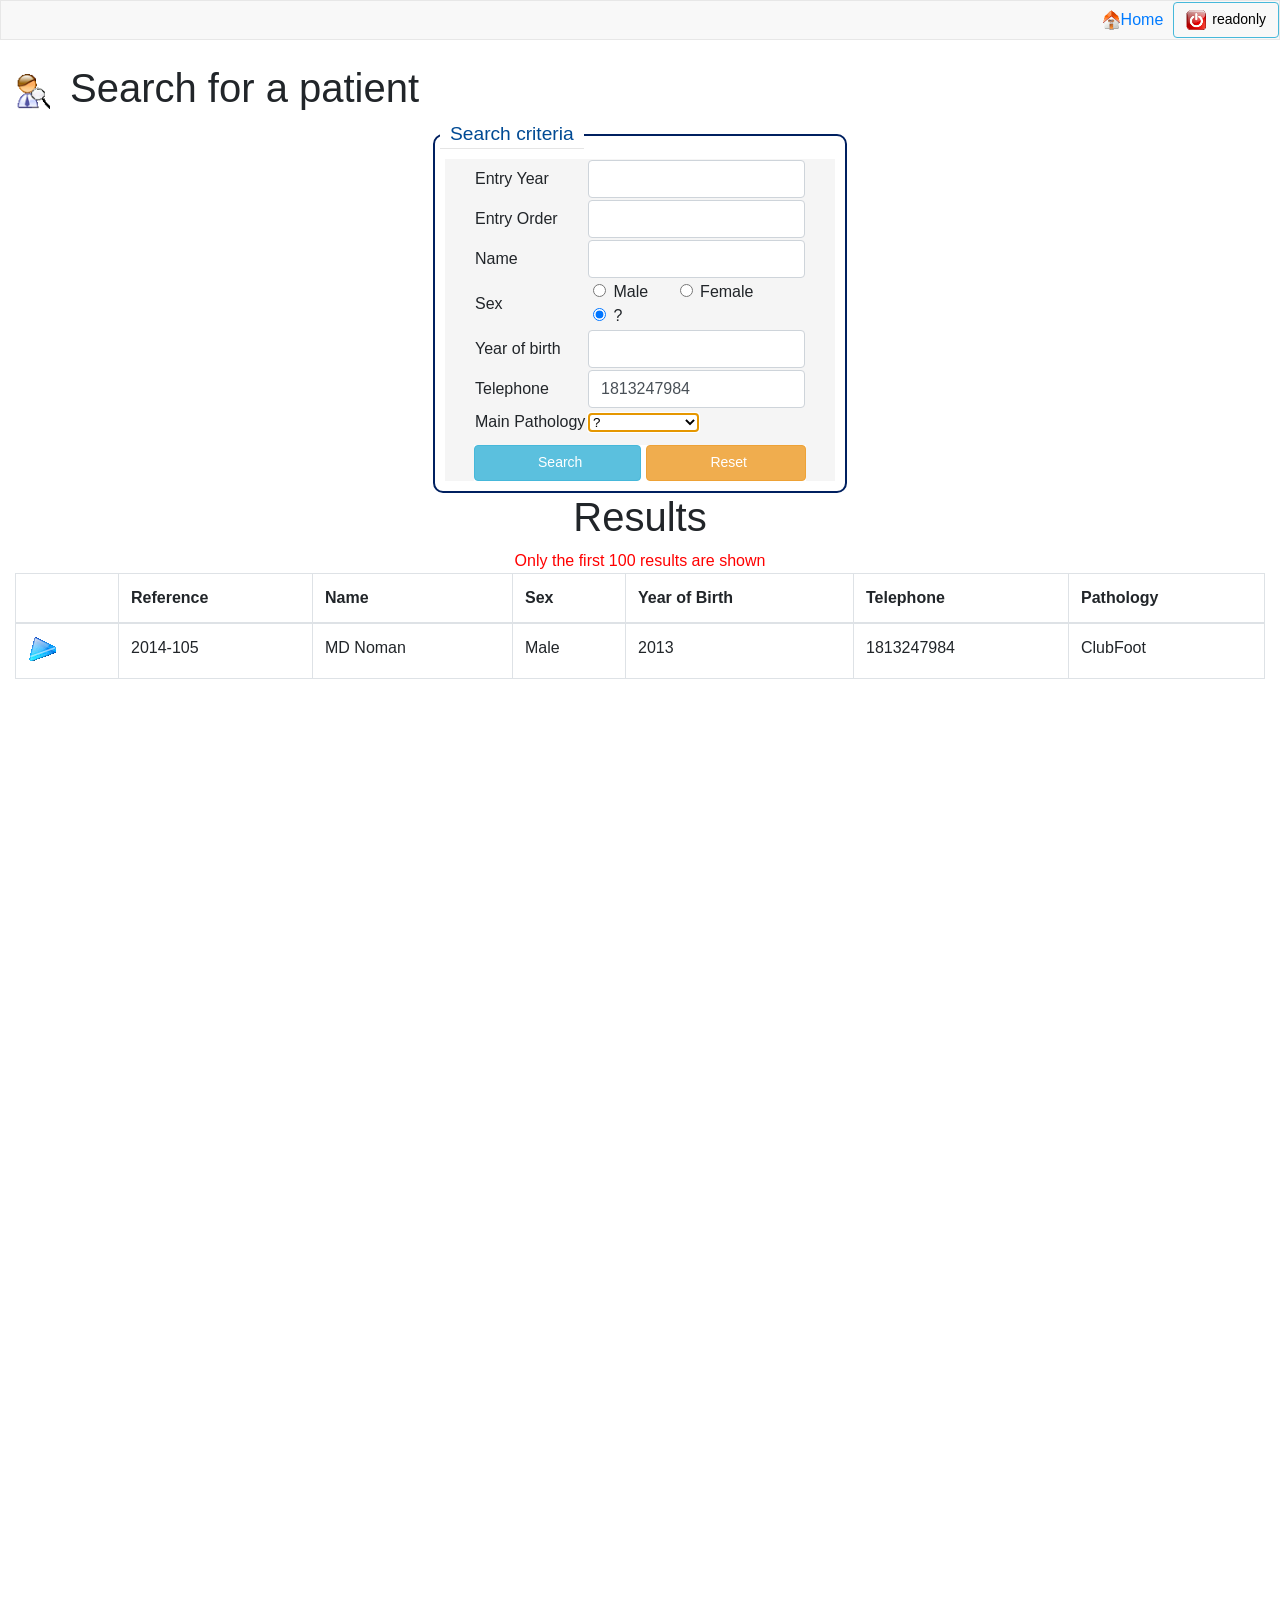 Home readonly
Search for a patient
Search criteria
Entry Year
Entry Order
Name
Sex Male Female
?
Year of birth
Telephone 1813247984
Main Pathology ?
Search Reset
Results
Only the first 100 results are shown
Reference Name Sex Year of Birth Telephone Pathology
2014-105 MD Noman Male 2013 1813247984 ClubFoot